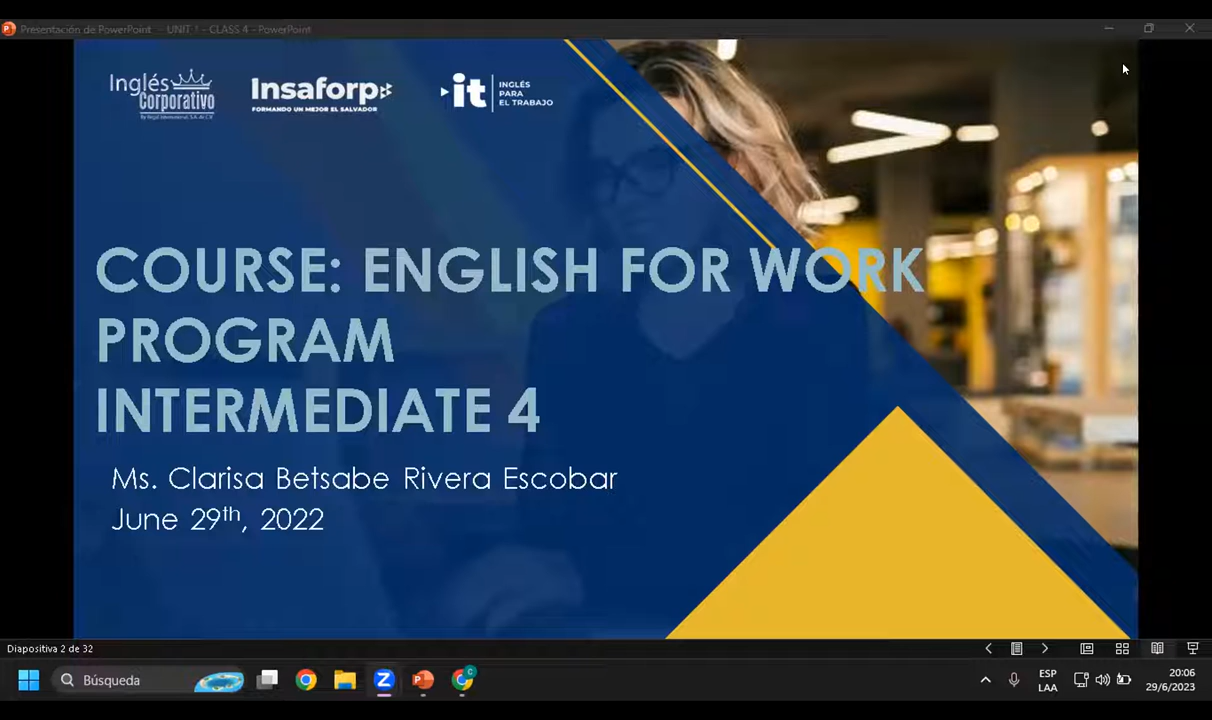 Presentación de PowerPoint - UNIT 1 - CLASS 4 - PowerPoint
Inglés
Corporativo
Insaforp
FORMANDO UN MEJOR EL SALVADOR
it
INGLÉS
PARA
EL TRABAJO
COURSE: ENGLISH FOR WORK
PROGRAM
INTERMEDIATE 4
Ms. Clarisa Betsabe Rivera Escobar
June 29th, 2022
Diapositiva 2 de 32
Búsqueda
ESP
LAA
20:06
29/6/2023